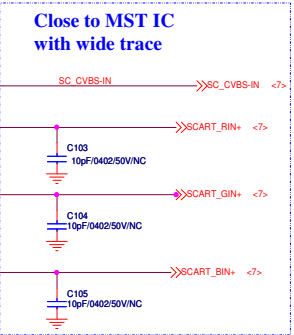 Close to MST IC
with wide trace
SC_CVBS-IN
SC_CVBS-IN <7>
SCART_RIN+ <7>
C103
10pF/0402/50V/NC
SCART_GIN+ <7>
C104
10pF/0402/50V/NC
SCART_BIN+ <7>
C105
10pF/0402/50V/NC